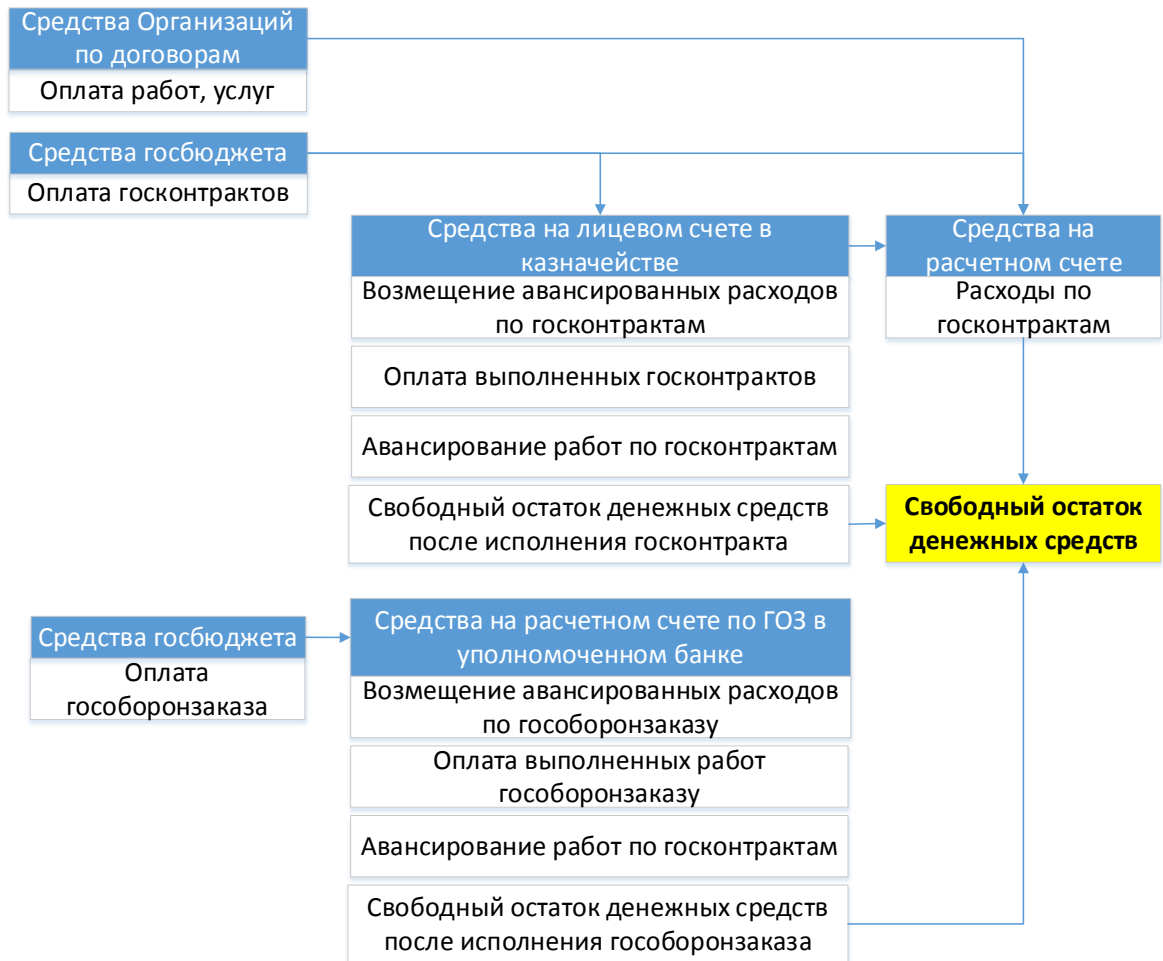 Средства Организаций
по договорам
Оплата работ, услуг
Средства госбюджета
Оплата госконтрактов
Средства на лицевом счете в
казначействе
Возмещение авансированных расходов
по госконтрактам
Оплата выполненных госконтрактов
Авансирование работ по госконтрактам
Свободный остаток денежных средств
после исполнения госконтракта
Средства на
расчетном счете
Расходы по
госконтрактам
Свободный остаток
денежных средств
Средства госбюджета
Оплата
гособоронзаказа
Средства на расчетном счете по ГОЗ в
уполномоченном банке
Возмещение авансированных расходов
по гособоронзаказу
Оплата выполненных работ
гособоронзаказу
Авансирование работ по госконтрактам
Свободный остаток денежных средств
после исполнения гособоронзаказа